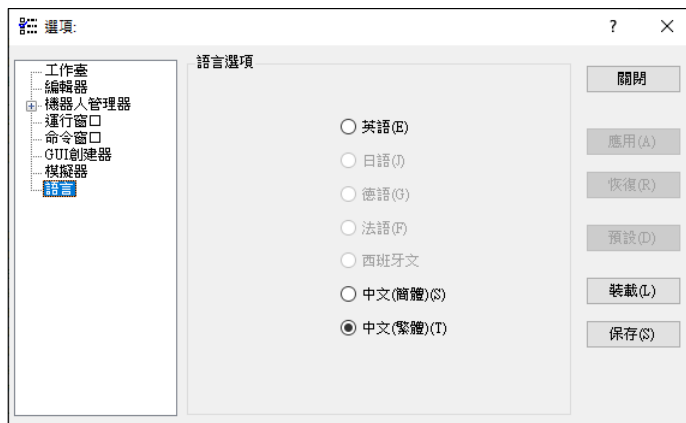 選項:
工作臺
編輯器
機器人管理器
運行窗口
命令窗口
GUI創建器
模擬器
語言
語言選項
英語(E)
日語(J)
德語(G)
法語(F)
西班牙文
中文(簡體)(S)
中文(繁體)(T)
關閉
應用(A)
恢復(R)
預設(D)
裝載(L)
保存(S)